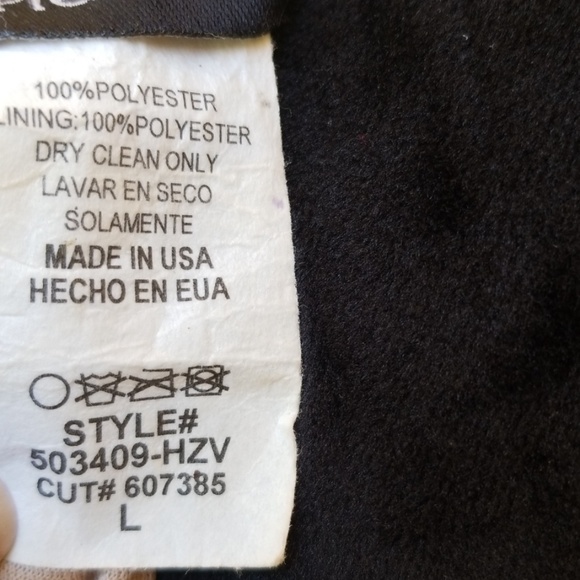 100%POLYESTER
LINING:100%POLYESTER
DRY CLEAN ONLY
LAVAR EN SECO
SOLAMENTE
MADE IN USA
HECHO EN EUA
STYLE#
503409-HZV
CUT# 607385
L